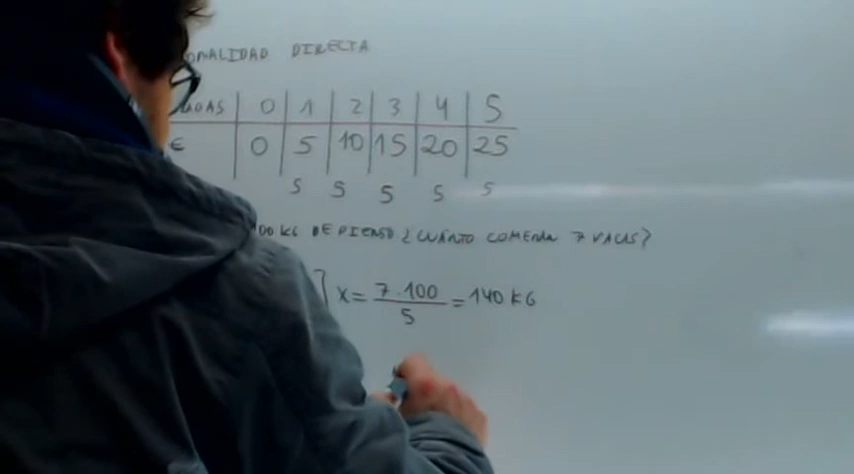 ONALIDAD DIRECTA
ADAS 0 1 2 3 4 5
€ 0 5 10 15 20 25
5 5 5 5 5
100 KG DE PIENSO ¿CUÁNTO COMERÁN 7 VACAS?
] X = 7 · 100 / 5 = 140 KG